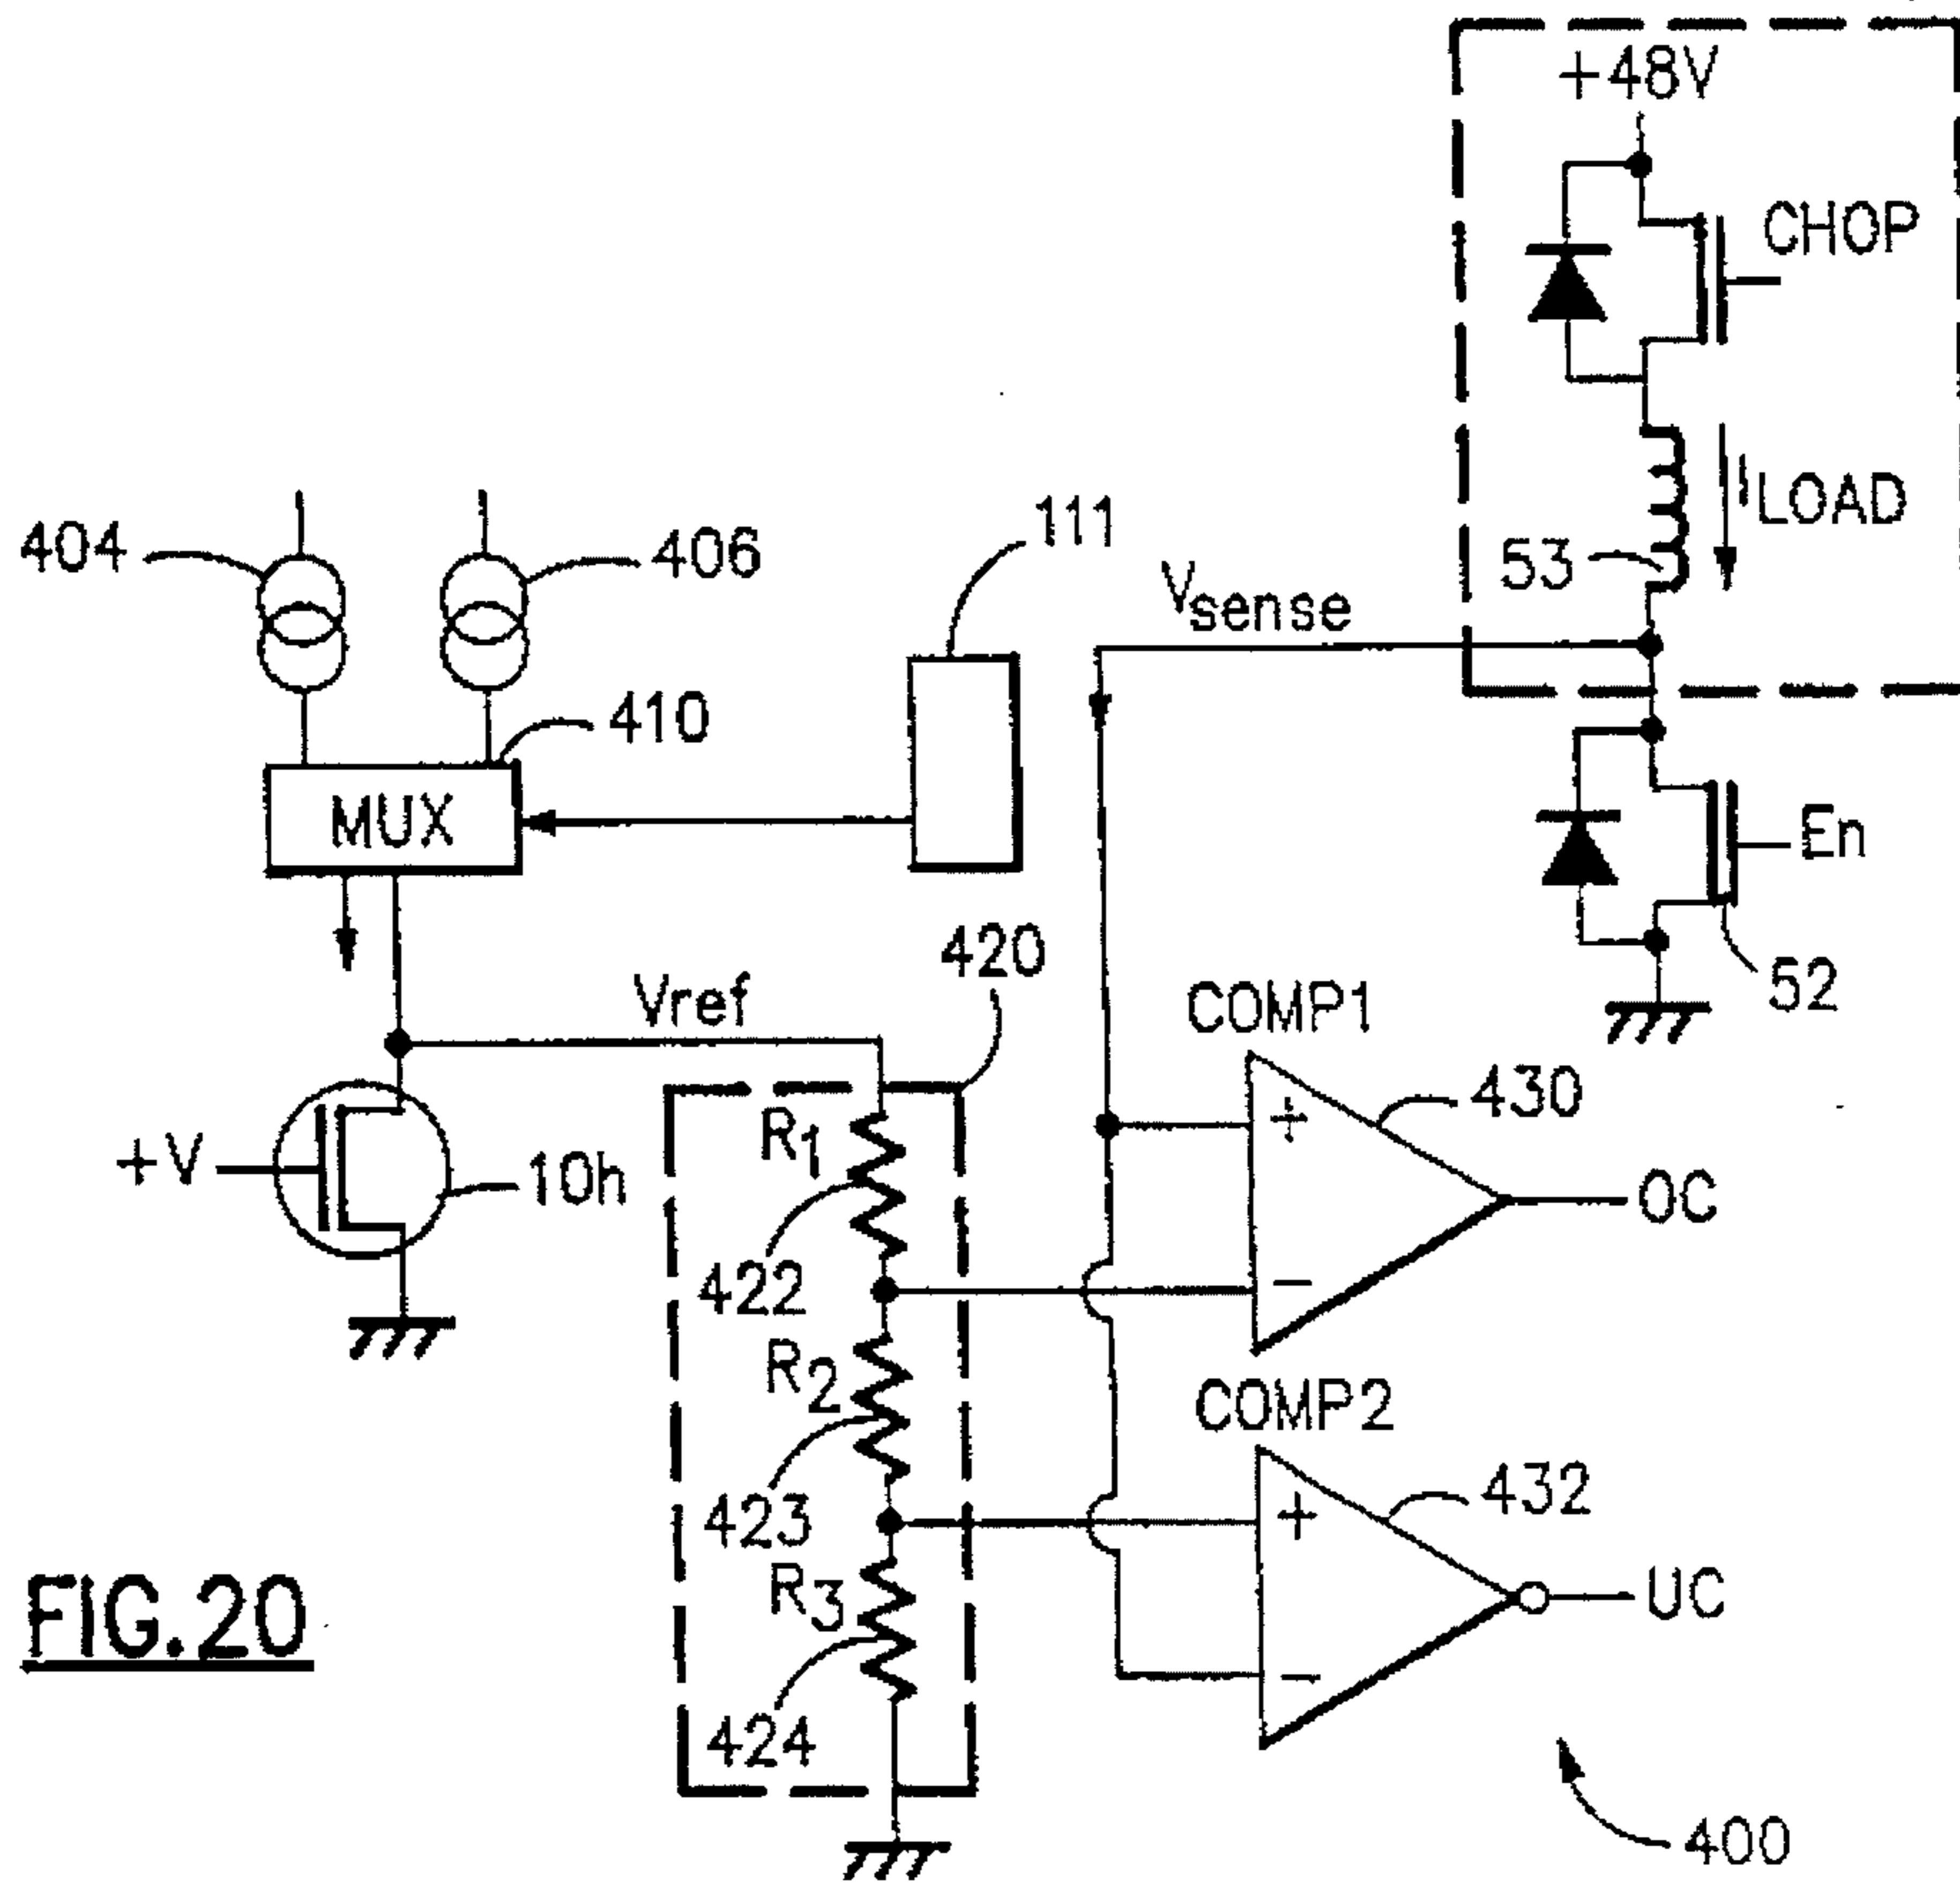 +48V
CHOP
ILOAD
53
404
406
111
Vsense
410
MUX
En
52
420
Vref
COMP1
430
+V
10h
R1
+
OC
422
−
R2
COMP2
423
432
+
R3
UC
FIG.20
424
−
400